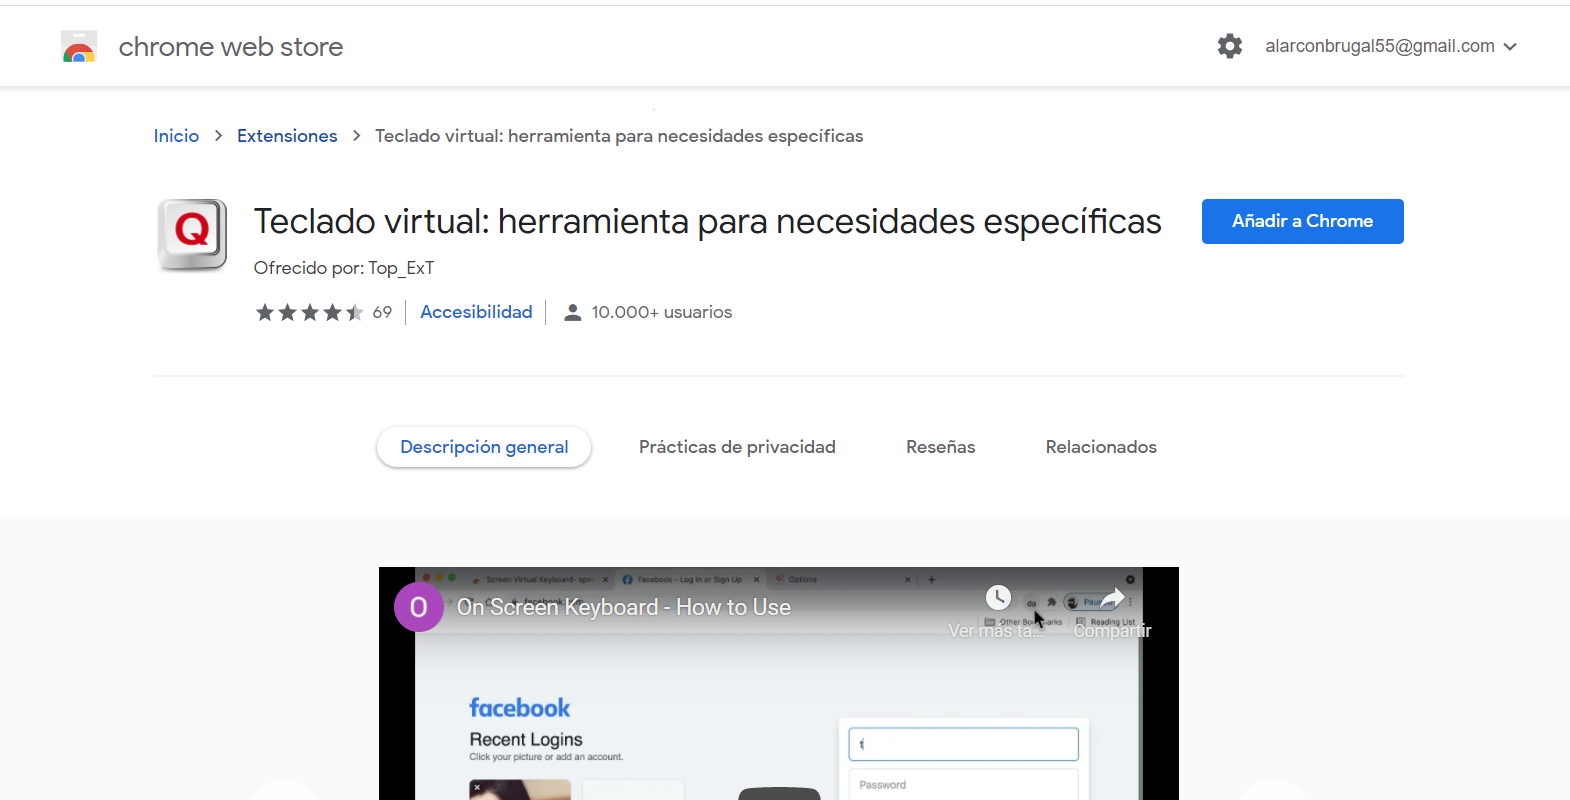 chrome web store
alarconbrugal55@gmail.com
Inicio > Extensiones > Teclado virtual: herramienta para necesidades específicas
Q
Teclado virtual: herramienta para necesidades específicas
Añadir a Chrome
Ofrecido por: Top_ExT
69 Accesibilidad 10.000+ usuarios
Descripción general Prácticas de privacidad Reseñas Relacionados
Screen Virtual Keyboard- spe Facebook - Log In or Sign Up Options
O On Screen Keyboard - How to Use
da
Other Bookmarks Reading List
Ver más ta... Compartir
facebook
Recent Logins
Click your picture or add an account.
t
Password